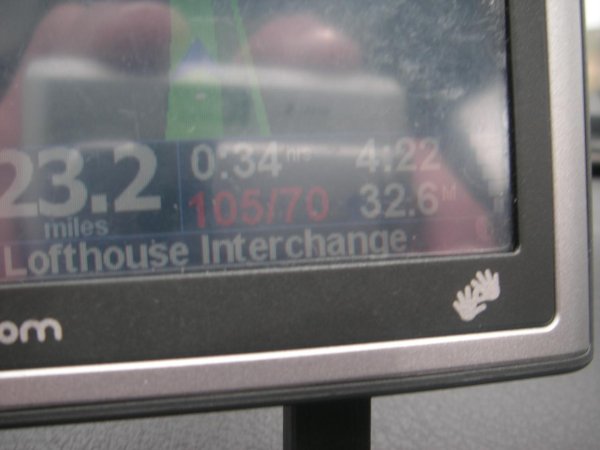 23.2
miles
0:34 hrs
4:22
105/70
32.6 M
Lofthouse Interchange
om